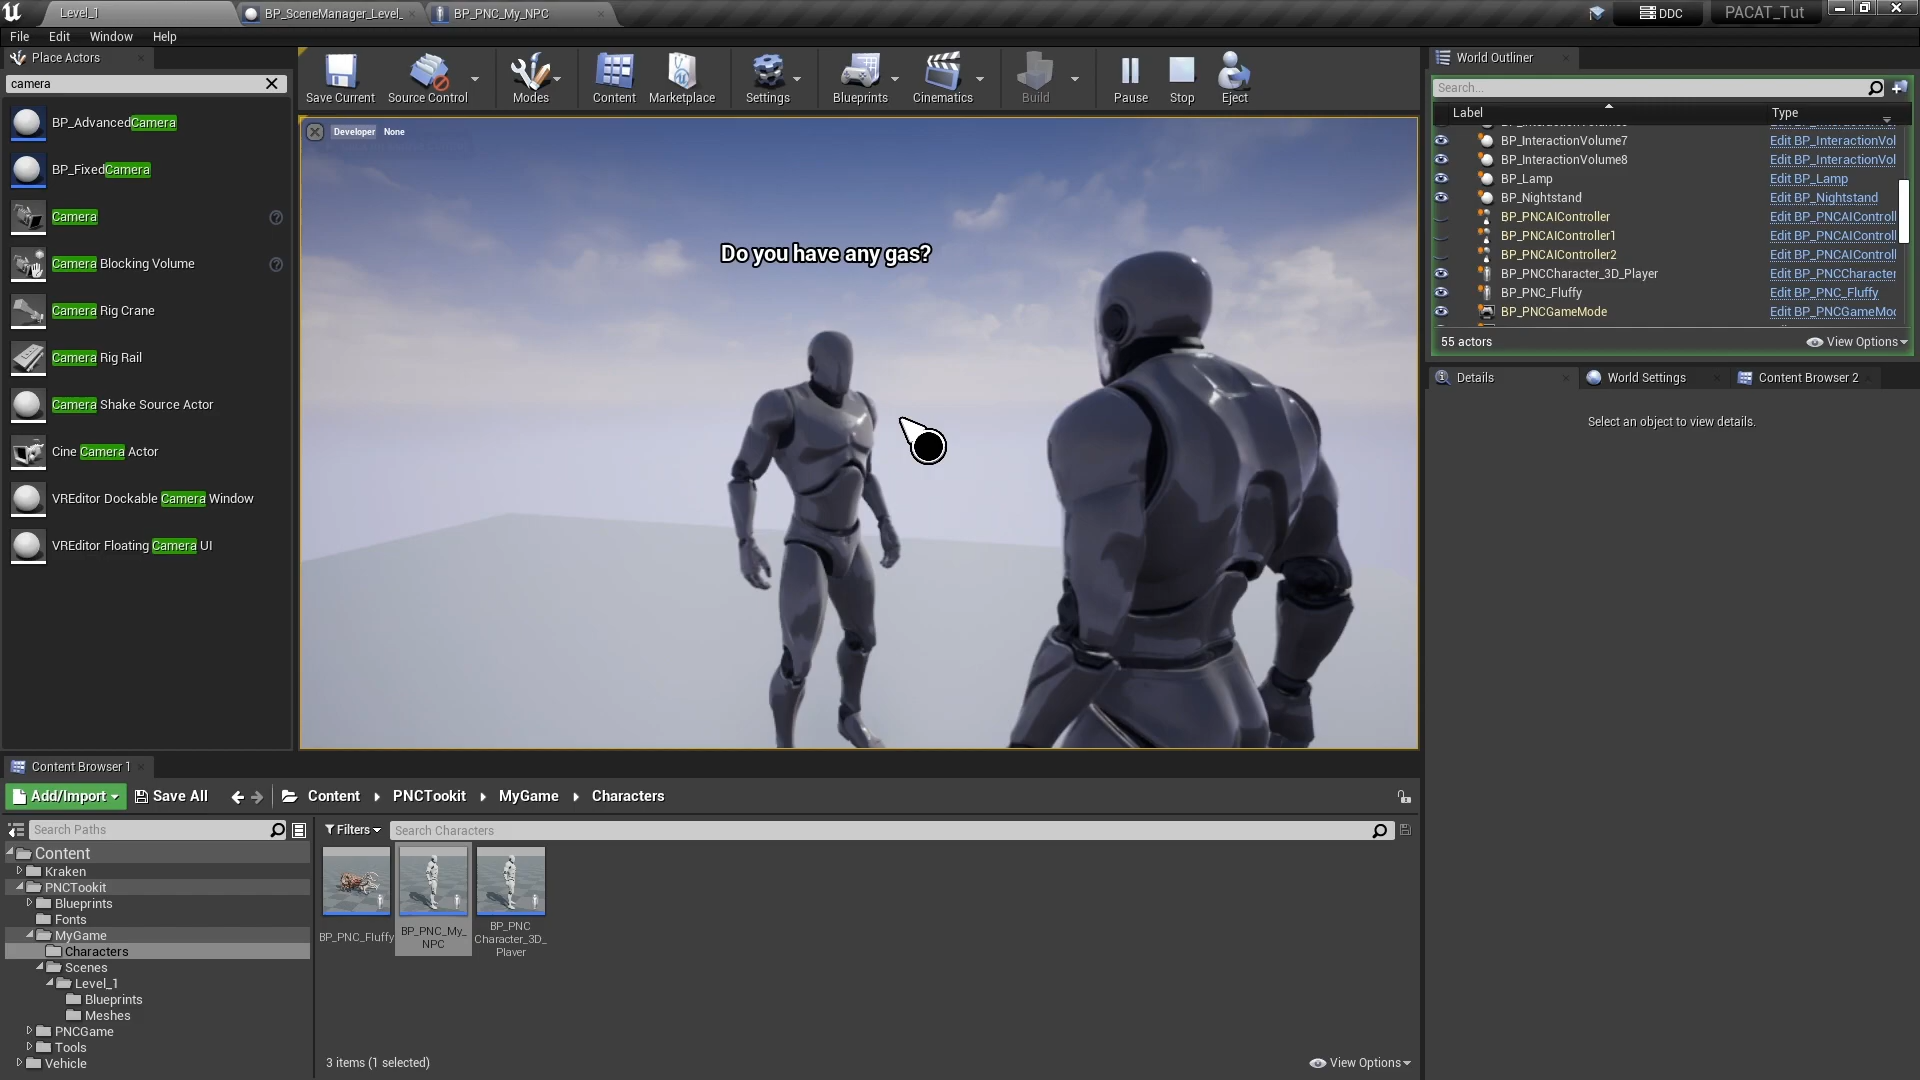 Level_1
BP_SceneManager_Level_
BP_PNC_My_NPC
DDC
PACAT_Tut
File Edit Window Help
Place Actors
camera
BP_AdvancedCamera
BP_FixedCamera
Camera
Camera Blocking Volume
Camera Rig Crane
Camera Rig Rail
Camera Shake Source Actor
Cine Camera Actor
VREditor Dockable Camera Window
VREditor Floating Camera UI
Save Current
Source Control
Modes
Content
Marketplace
Settings
Blueprints
Cinematics
Build
Pause
Stop
Eject
Developer None
Do you have any gas?
World Outliner
Search...
Label Type
BP_InteractionVolume7 Edit BP_InteractionVol
BP_InteractionVolume8 Edit BP_InteractionVol
BP_Lamp Edit BP_Lamp
BP_Nightstand Edit BP_Nightstand
BP_PNCAIController Edit BP_PNCAIControll
BP_PNCAIController1 Edit BP_PNCAIControll
BP_PNCAIController2 Edit BP_PNCAIControll
BP_PNCCharacter_3D_Player Edit BP_PNCCharacter
BP_PNC_Fluffy Edit BP_PNC_Fluffy
BP_PNCGameMode Edit BP_PNCGameMod
55 actors View Options
Details
World Settings
Content Browser 2
Select an object to view details.
Content Browser 1
Add/Import
Save All
Content PNCTookit MyGame Characters
Search Paths
Filters
Search Characters
Content
Kraken
PNCTookit
Blueprints
Fonts
MyGame
Characters
Scenes
Level_1
Blueprints
Meshes
PNCGame
Tools
Vehicle
BP_PNC_Fluffy
BP_PNC_My_
NPC
BP_PNC
Character_3D_
Player
3 items (1 selected)
View Options